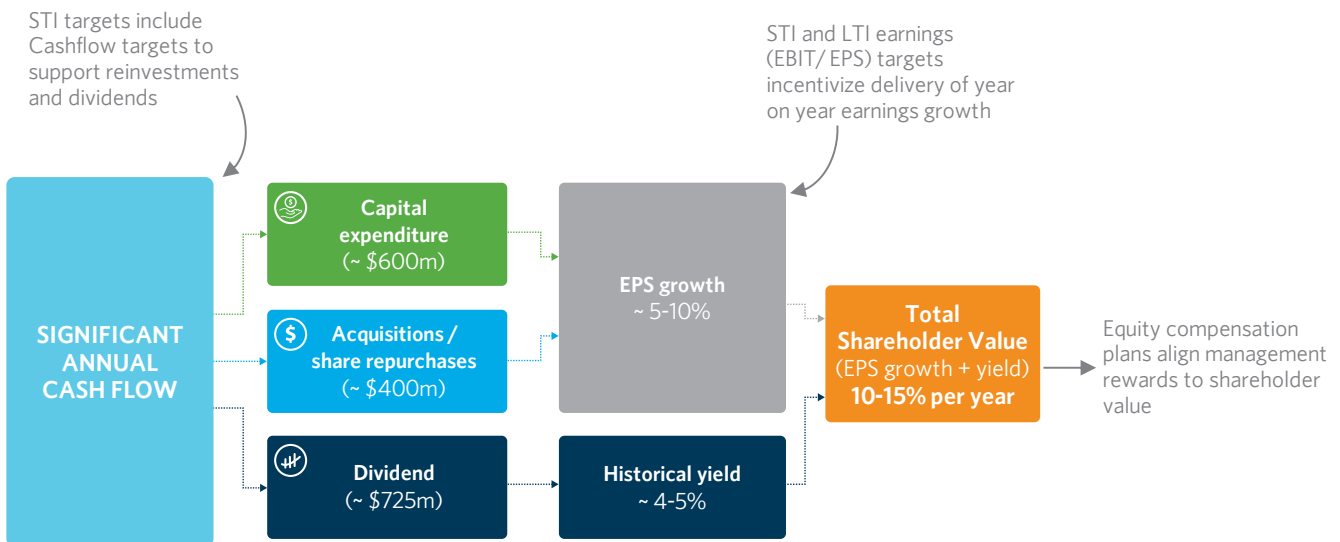 STI targets include
Cashflow targets to
support reinvestments
and dividends
STI and LTI earnings
(EBIT/ EPS) targets
incentivize delivery of year
on year earnings growth
SIGNIFICANT
ANNUAL
CASH FLOW
$
Capital
expenditure
(~ $600m)
$
Acquisitions /
share repurchases
(~ $400m)
Dividend
(~ $725m)
EPS growth
~ 5-10%
Historical yield
~ 4-5%
Total
Shareholder Value
(EPS growth + yield)
10-15% per year
Equity compensation
plans align management
rewards to shareholder
value